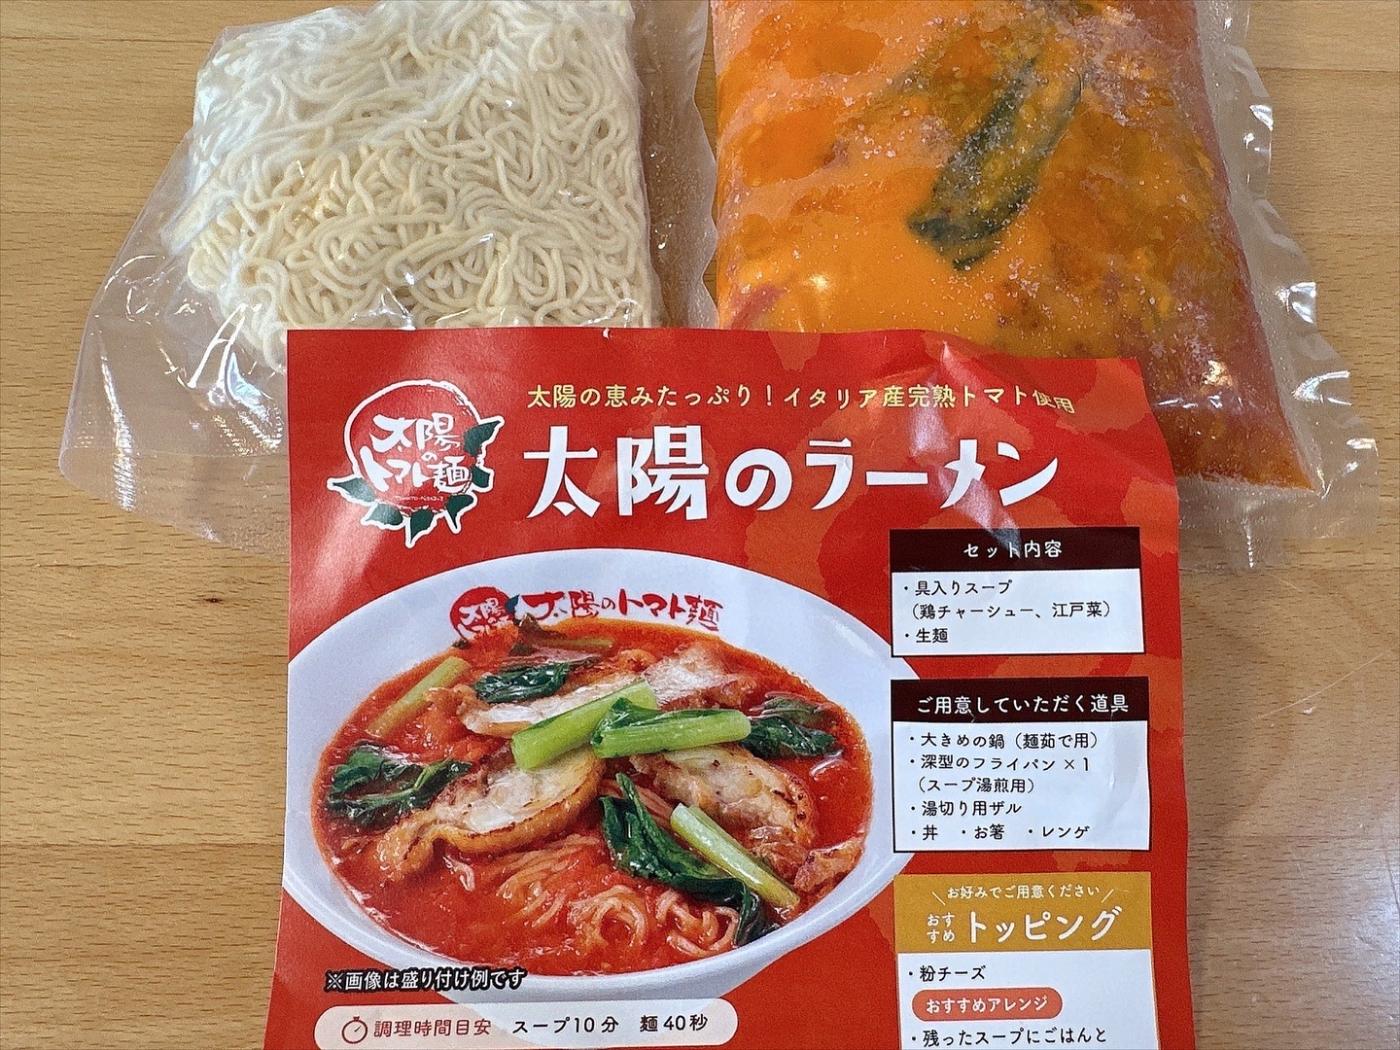 太陽の恵みたっぷり！イタリア産完熟トマト使用
太陽
の
トマト麺
太陽のラーメン
セット内容
・具入りスープ
（鶏チャーシュー、江戸菜）
・生麺
太陽のトマト麺
ご用意していただく道具
・大きめの鍋（麺茹で用）
・深型のフライパン×1
（スープ湯煎用）
・湯切り用ザル
・丼 ・お箸 ・レンゲ
＼お好みでご用意ください／
おすすめ トッピング
・粉チーズ
おすすめアレンジ
・残ったスープにごはんと
※画像は盛り付け例です
調理時間目安 スープ10分 麺40秒